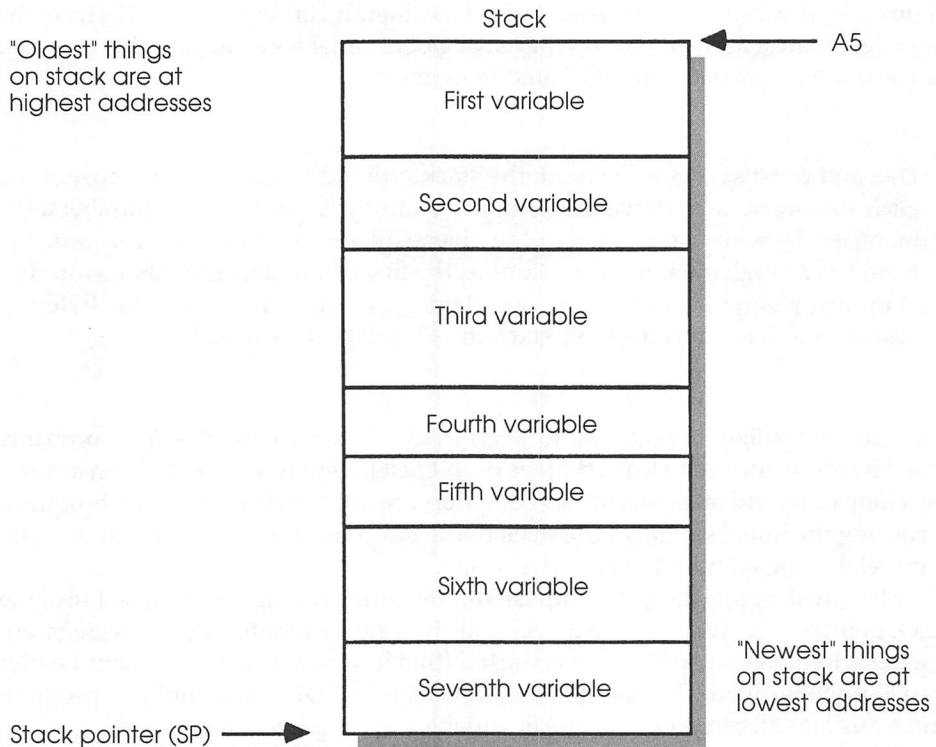 Stack
"Oldest" things
on stack are at
highest addresses
A5
First variable
Second variable
Third variable
Fourth variable
Fifth variable
Sixth variable
Seventh variable
"Newest" things
on stack are at
lowest addresses
Stack pointer (SP)